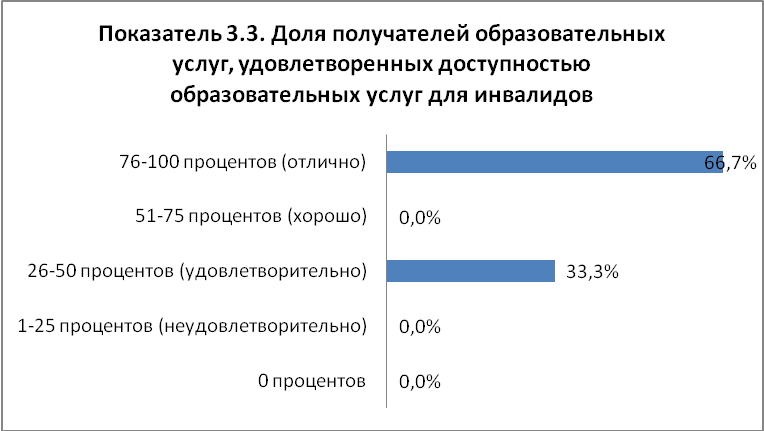 Показатель 3.3. Доля получателей образовательных
услуг, удовлетворенных доступностью
образовательных услуг для инвалидов
76-100 процентов (отлично) 66,7%
51-75 процентов (хорошо) 0,0%
26-50 процентов (удовлетворительно) 33,3%
1-25 процентов (неудовлетворительно) 0,0%
0 процентов 0,0%